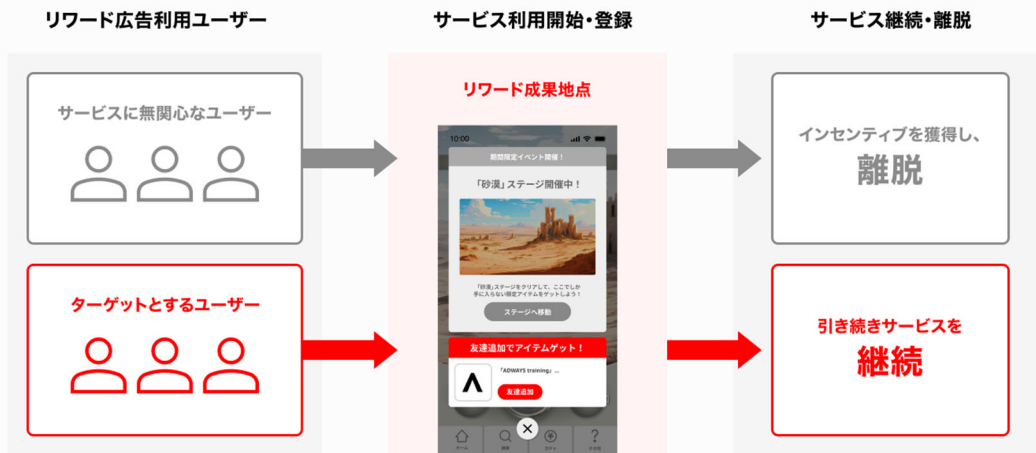 リワード広告利用ユーザー
サービス利用開始・登録
サービス継続・離脱
サービスに無関心なユーザー
リワード成果地点
10:00
期間限定イベント開催！
「砂漠」ステージ開催中！
「砂漠」ステージをクリアして、ここでしか
手に入らない限定アイテムをゲットしよう！
ステージへ移動
インセンティブを獲得し、
離脱
ターゲットとするユーザー
友達追加でアイテムゲット！
「ADWAYS training」 ...
友達追加
引き続きサービスを
継続
ホーム